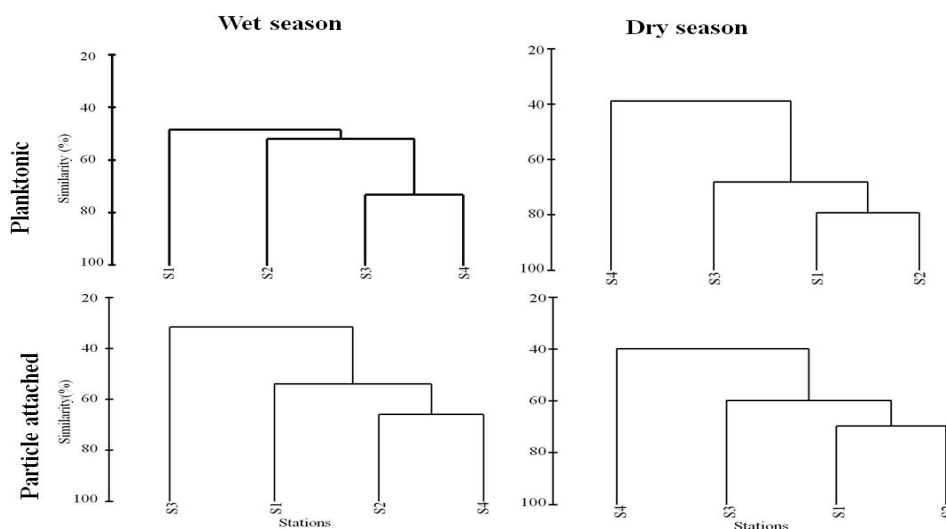 Wet season
Dry season
Planktonic
Similarity (%)
20
40
60
80
100
S1
S2
S3
S4
20
40
60
80
100
S4
S3
S1
S2
Particle attached
Similarity(%)
20
40
60
80
100
S3
S1
S2
S4
Stations
20
40
60
80
100
S4
S3
S1
Stations